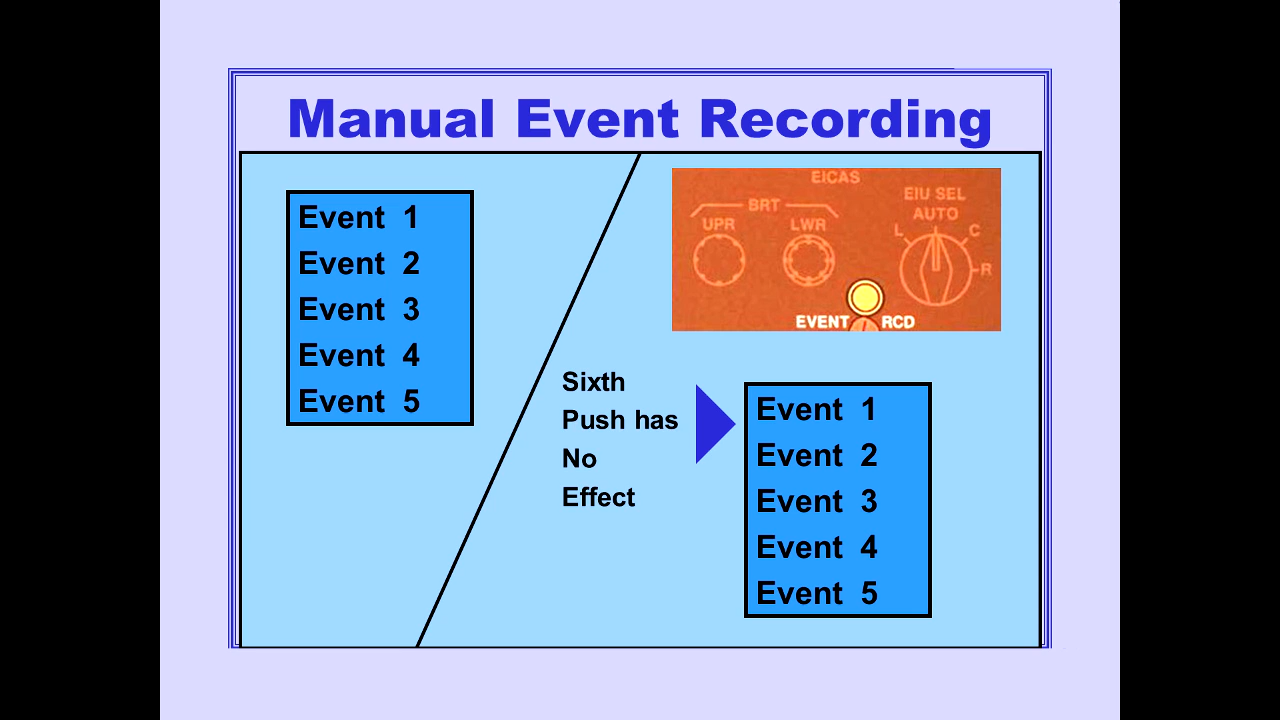 Manual Event Recording
Event 1
Event 2
Event 3
Event 4
Event 5
EICAS
BRT
UPR
LWR
EIU SEL
AUTO
L
C
R
EVENT RCD
Sixth
Push has
No
Effect
Event 1
Event 2
Event 3
Event 4
Event 5